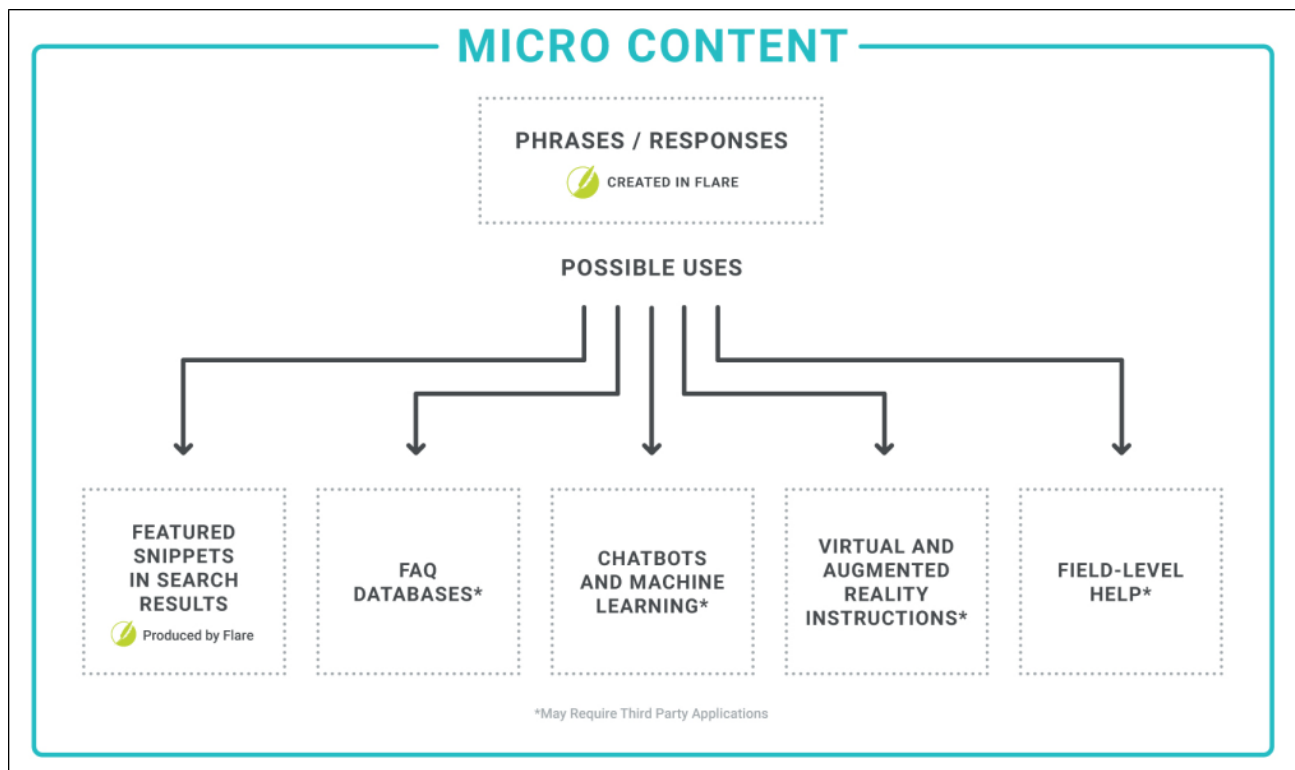 MICRO CONTENT
PHRASES / RESPONSES
CREATED IN FLARE
POSSIBLE USES
FEATURED
SNIPPETS
IN SEARCH
RESULTS
Produced by Flare
FAQ
DATABASES*
CHATBOTS
AND MACHINE
LEARNING*
VIRTUAL AND
AUGMENTED
REALITY
INSTRUCTIONS*
FIELD-LEVEL
HELP*
*May Require Third Party Applications